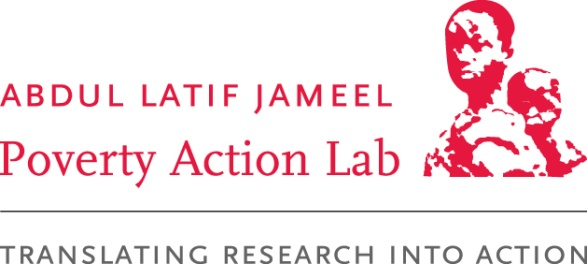 ABDUL LATIF JAMEEL
Poverty Action Lab
TRANSLATING RESEARCH INTO ACTION